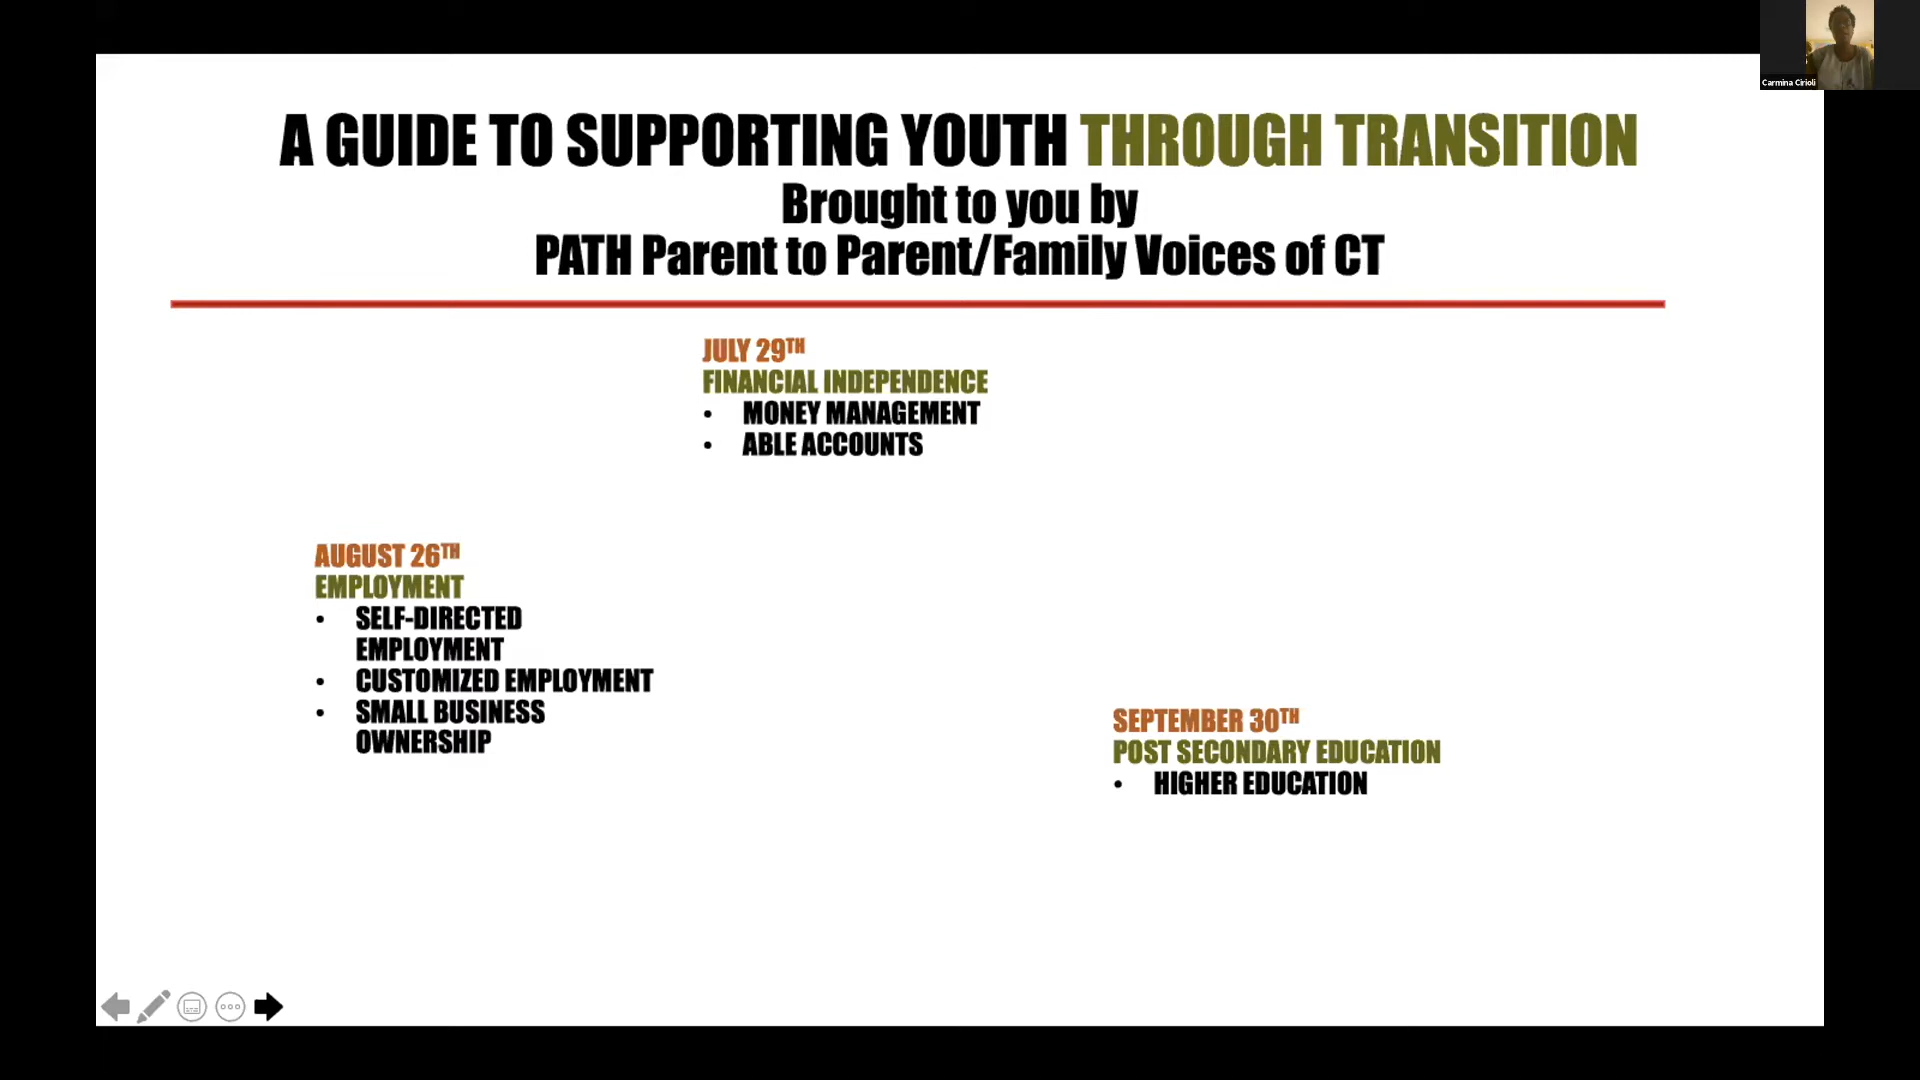 Carmina Cirioli
A GUIDE TO SUPPORTING YOUTH THROUGH TRANSITION
Brought to you by
PATH Parent to Parent/Family Voices of CT
JULY 29TH
FINANCIAL INDEPENDENCE
• MONEY MANAGEMENT
• ABLE ACCOUNTS
AUGUST 26TH
EMPLOYMENT
• SELF-DIRECTED
EMPLOYMENT
• CUSTOMIZED EMPLOYMENT
• SMALL BUSINESS
OWNERSHIP
SEPTEMBER 30TH
POST SECONDARY EDUCATION
• HIGHER EDUCATION